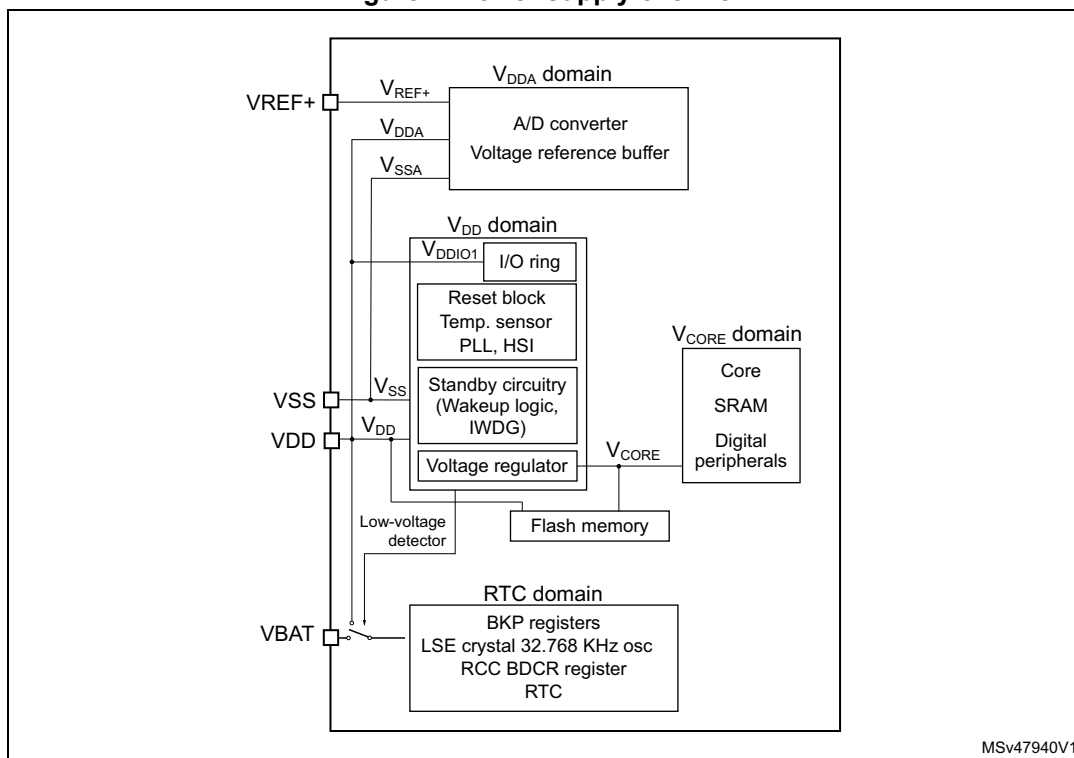 VDDA domain
VREF+
VREF+
VDDA
VSSA
A/D converter
Voltage reference buffer
VDD domain
VDDIO1
I/O ring
Reset block
Temp. sensor
PLL, HSI
VCORE domain
Core
SRAM
Digital
peripherals
VSS
VSS
VDD
VDD
Standby circuitry
(Wakeup logic,
IWDG)
Voltage regulator
VCORE
Flash memory
Low-voltage
detector
RTC domain
VBAT
BKP registers
LSE crystal 32.768 KHz osc
RCC BDCR register
RTC
MSv47940V1